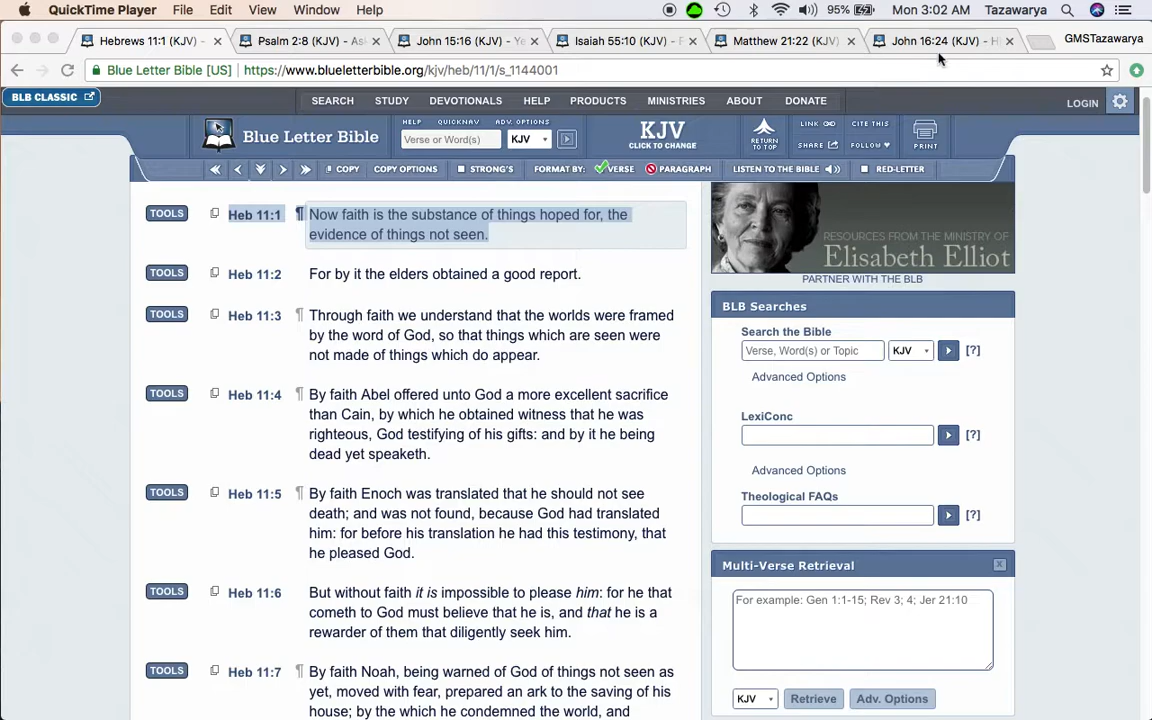 QuickTime Player File Edit View Window Help 95% Mon 3:02 AM Tazawarya
Hebrews 11:1 (KJV) - Psalm 2:8 (KJV) - As John 15:16 (KJV) - Ye Isaiah 55:10 (KJV) - F Matthew 21:22 (KJV) - John 16:24 (KJV) - H GMSTazawarya
Blue Letter Bible [US] https://www.blueletterbible.org/kjv/heb/11/1/s_1144001
BLB CLASSIC
SEARCH STUDY DEVOTIONALS HELP PRODUCTS MINISTRIES ABOUT DONATE LOGIN
Blue Letter Bible
HELP QUICKNAV ADV. OPTIONS
Verse or Word(s) KJV
KJV
CLICK TO CHANGE
RETURN
TO TOP
LINK CITE THIS
SHARE FOLLOW
PRINT
COPY COPY OPTIONS STRONG'S FORMAT BY: VERSE PARAGRAPH LISTEN TO THE BIBLE RED-LETTER
TOOLS Heb 11:1 ¶ Now faith is the substance of things hoped for, the
evidence of things not seen.
TOOLS Heb 11:2 For by it the elders obtained a good report.
TOOLS Heb 11:3 ¶ Through faith we understand that the worlds were framed
by the word of God, so that things which are seen were
not made of things which do appear.
TOOLS Heb 11:4 ¶ By faith Abel offered unto God a more excellent sacrifice
than Cain, by which he obtained witness that he was
righteous, God testifying of his gifts: and by it he being
dead yet speaketh.
TOOLS Heb 11:5 ¶ By faith Enoch was translated that he should not see
death; and was not found, because God had translated
him: for before his translation he had this testimony, that
he pleased God.
TOOLS Heb 11:6 ¶ But without faith it is impossible to please him: for he that
cometh to God must believe that he is, and that he is a
rewarder of them that diligently seek him.
TOOLS Heb 11:7 ¶ By faith Noah, being warned of God of things not seen as
yet, moved with fear, prepared an ark to the saving of his
house; by the which he condemned the world, and
RESOURCES FROM THE MINISTRY OF
Elisabeth Elliot
PARTNER WITH THE BLB
BLB Searches
Search the Bible
Verse, Word(s) or Topic KJV [?]
Advanced Options
LexiConc
[?]
Advanced Options
Theological FAQs
[?]
Multi-Verse Retrieval x
For example: Gen 1:1-15; Rev 3; 4; Jer 21:10
KJV Retrieve Adv. Options